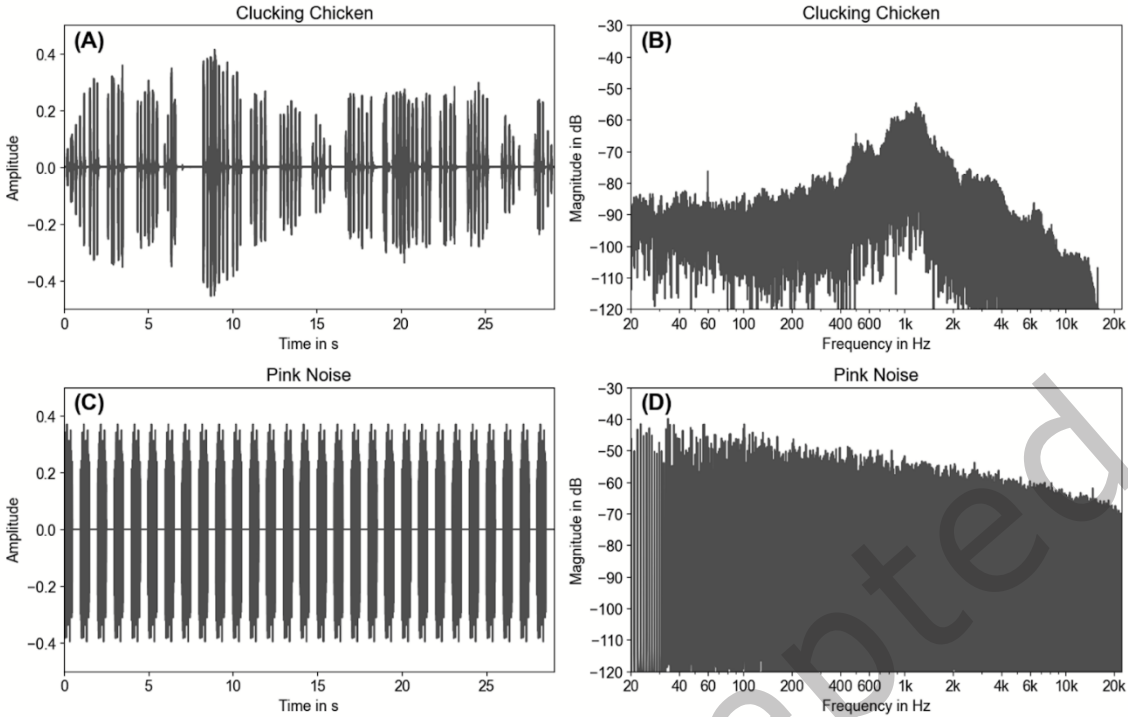 Clucking Chicken
(A)
0.4
0.2
0.0
−0.2
−0.4
Amplitude
0 5 10 15 20 25
Time in s
Clucking Chicken
(B)
−30
−40
−50
−60
−70
−80
−90
−100
−110
−120
Magnitude in dB
20 40 60 100 200 400 600 1k 2k 4k 6k 10k 20k
Frequency in Hz
Pink Noise
(C)
0.4
0.2
0.0
−0.2
−0.4
Amplitude
0 5 10 15 20 25
Time in s
Pink Noise
(D)
−30
−40
−50
−60
−70
−80
−90
−100
−110
−120
Magnitude in dB
20 40 60 100 200 400 600 1k 2k 4k 6k 10k 20k
Frequency in Hz
epted